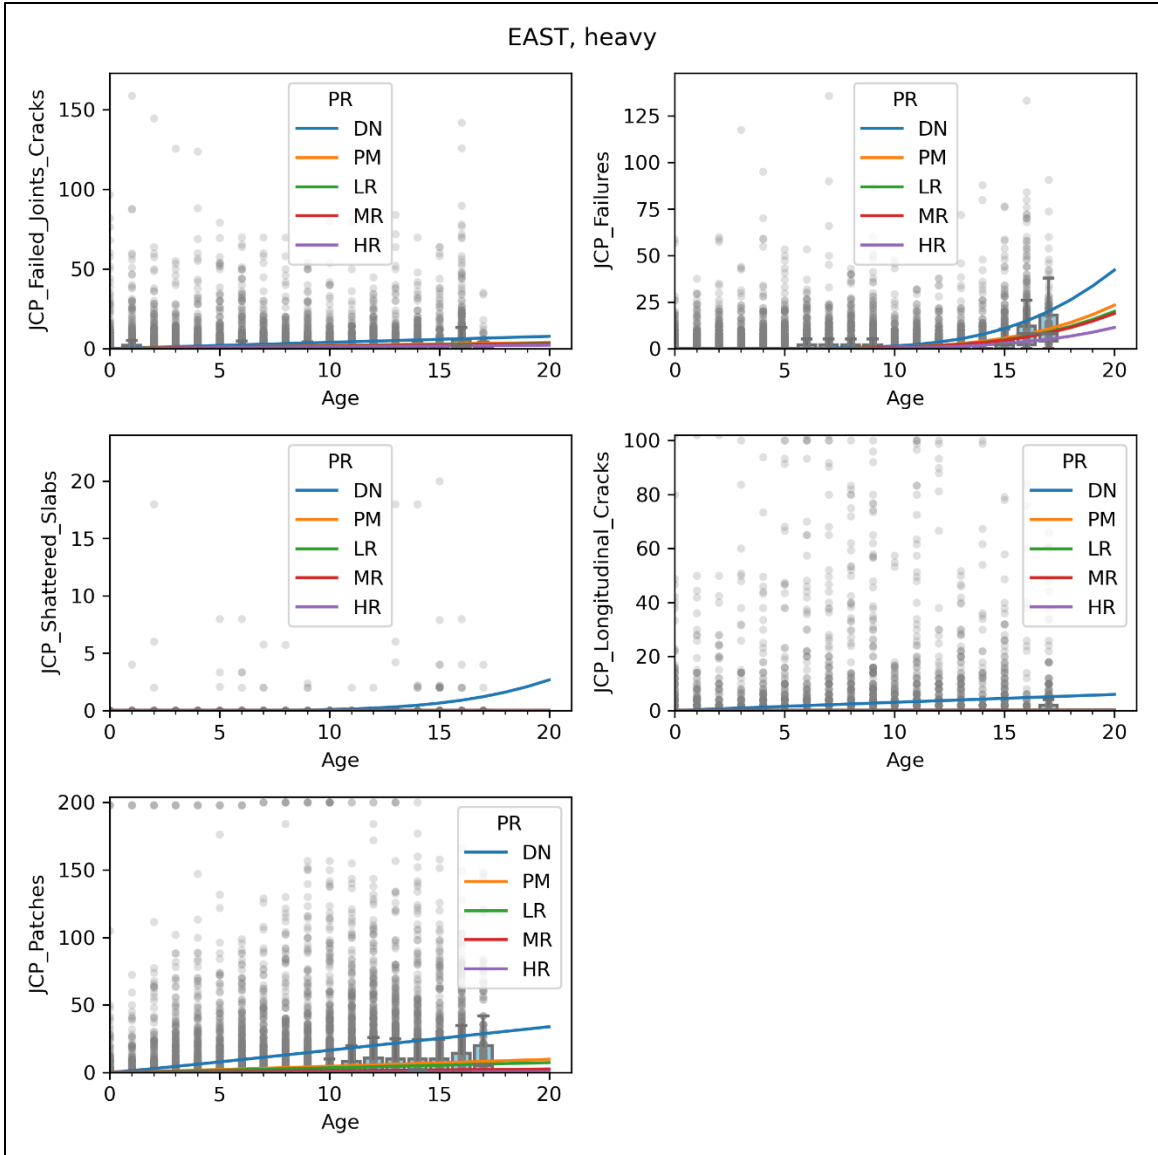 EAST, heavy
JCP_Failed_Joints_Cracks
150
100
50
0
PR
DN
PM
LR
MR
HR
0 5 10 15 20
Age
JCP_Failures
125
100
75
50
25
0
PR
DN
PM
LR
MR
HR
0 5 10 15 20
Age
JCP_Shattered_Slabs
20
15
10
5
0
PR
DN
PM
LR
MR
HR
0 5 10 15 20
Age
JCP_Longitudinal_Cracks
100
80
60
40
20
0
PR
DN
PM
LR
MR
HR
0 5 10 15 20
Age
JCP_Patches
200
150
100
50
0
PR
DN
PM
LR
MR
HR
0 5 10 15 20
Age